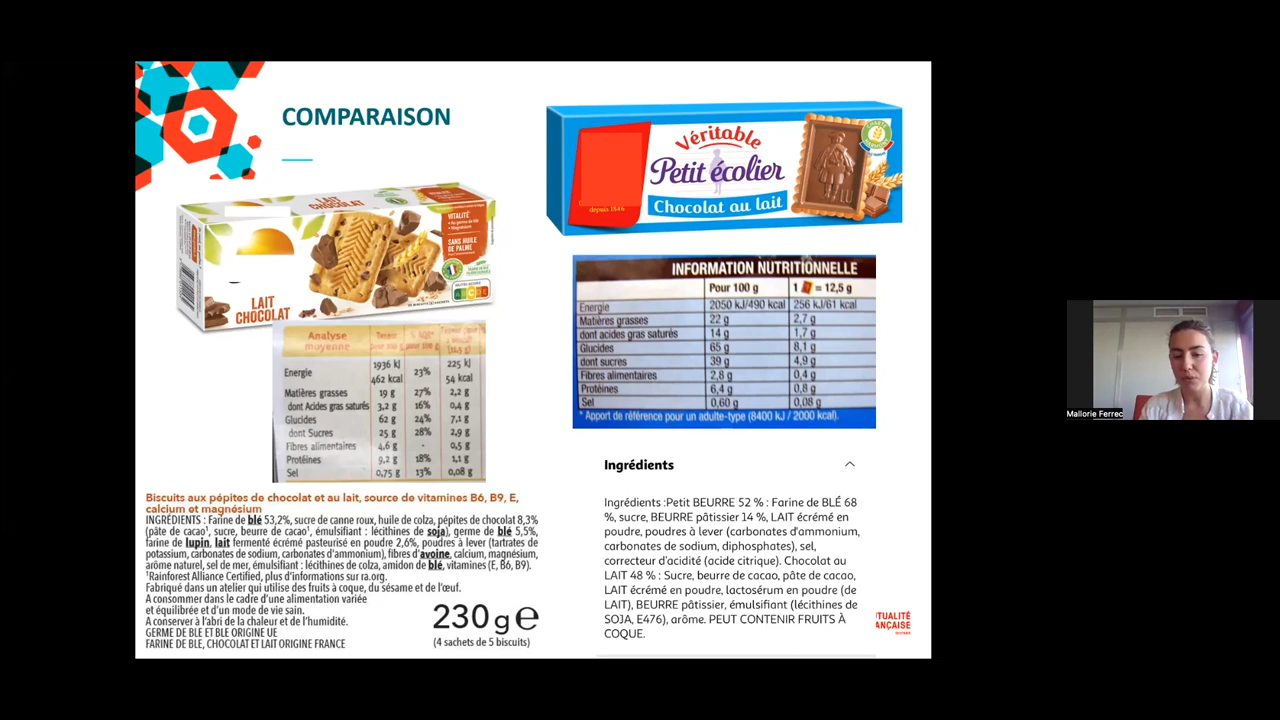 COMPARAISON
LAIT
CHOCOLAT
VITALITÉ
SANS HUILE
DE PALME
NUTRI-SCORE
LAIT
CHOCOLAT
Véritable
Petit écolier
Chocolat au lait
depuis 1846
Analyse
moyenne
Energie 1936 kJ 23% 225 kJ
462 kcal 54 kcal
Matières grasses 19 g 27% 2,2 g
dont Acides gras saturés 3,2 g 16% 0,4 g
Glucides 62 g 24% 7,1 g
dont Sucres 25 g 28% 2,9 g
Fibres alimentaires 4,6 g - 0,5 g
Protéines 9,2 g 18% 1,1 g
Sel 0,75 g 13% 0,08 g
INFORMATION NUTRITIONNELLE
Pour 100 g 1 = 12,5 g
Energie 2050 kJ/490 kcal 256 kJ/61 kcal
Matières grasses 22 g 2,7 g
dont acides gras saturés 14 g 1,7 g
Glucides 65 g 8,1 g
dont sucres 39 g 4,9 g
Fibres alimentaires 2,8 g 0,4 g
Protéines 6,4 g 0,8 g
Sel 0,60 g 0,08 g
* Apport de référence pour un adulte-type (8400 kJ / 2000 kcal).
Biscuits aux pépites de chocolat et au lait, source de vitamines B6, B9, E,
calcium et magnésium
INGRÉDIENTS : Farine de blé 53,2%, sucre de canne roux, huile de colza, pépites de chocolat 8,3%
(pâte de cacao¹, sucre, beurre de cacao¹, émulsifiant : lécithines de soja), germe de blé 5,5%,
farine de lupin, lait fermenté écrémé pasteurisé en poudre 2,6%, poudres à lever (tartrates de
potassium, carbonates de sodium, carbonates d'ammonium), fibres d'avoine, calcium, magnésium,
arôme naturel, sel de mer, émulsifiant : lécithines de colza, amidon de blé, vitamines (E, B6, B9).
¹Rainforest Alliance Certified, plus d'informations sur ra.org.
Fabriqué dans un atelier qui utilise des fruits à coque, du sésame et de l'œuf.
A consommer dans le cadre d'une alimentation variée
et équilibrée et d'un mode de vie sain.
A conserver à l'abri de la chaleur et de l'humidité.
GERME DE BLE ET BLE ORIGINE UE
FARINE DE BLE, CHOCOLAT ET LAIT ORIGINE FRANCE
230 g e
(4 sachets de 5 biscuits)
Ingrédients
Ingrédients :Petit BEURRE 52 % : Farine de BLÉ 68
%, sucre, BEURRE pâtissier 14 %, LAIT écrémé en
poudre, poudres à lever (carbonates d'ammonium,
carbonates de sodium, diphosphates), sel,
correcteur d'acidité (acide citrique). Chocolat au
LAIT 48 % : Sucre, beurre de cacao, pâte de cacao,
LAIT écrémé en poudre, lactosérum en poudre (de
LAIT), BEURRE pâtissier, émulsifiant (lécithines de
SOJA, E476), arôme. PEUT CONTENIR FRUITS À
COQUE.
TUALITÉ
ANÇAISE
Mallorie Ferrec